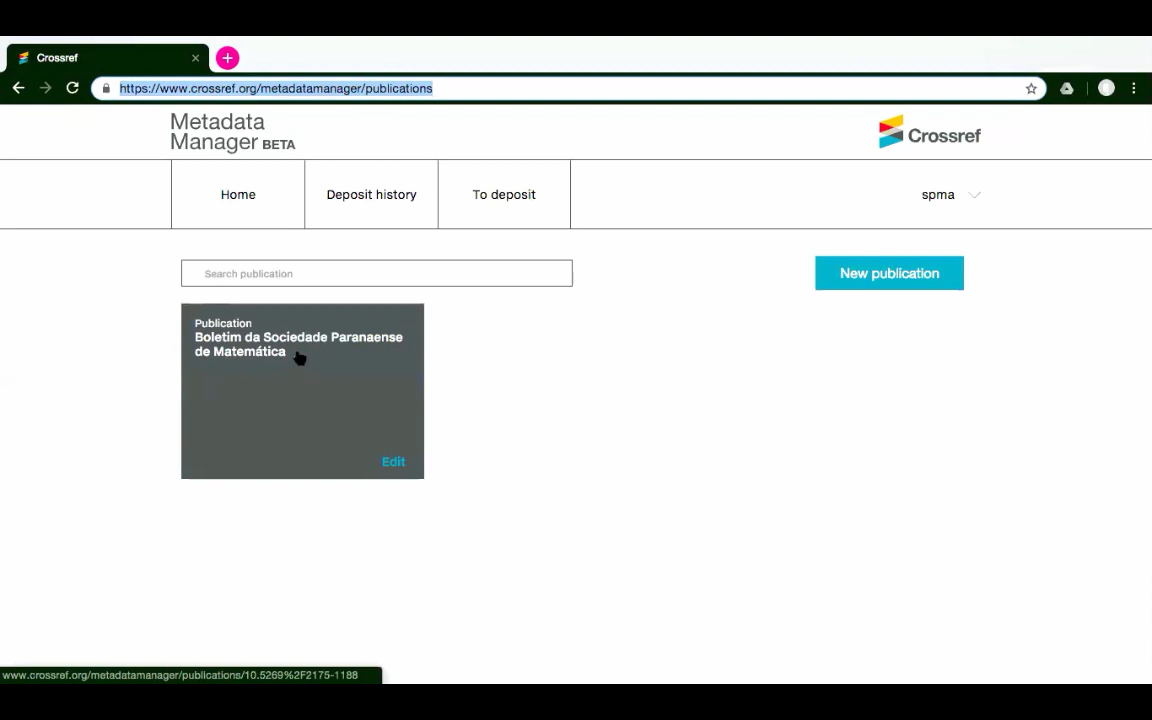 Crossref
https://www.crossref.org/metadatamanager/publications
Metadata
Manager BETA
Crossref
Home
Deposit history
To deposit
spma
Search publication
New publication
Publication
Boletim da Sociedade Paranaense
de Matemática
Edit
www.crossref.org/metadatamanager/publications/10.5269%2F2175-1188